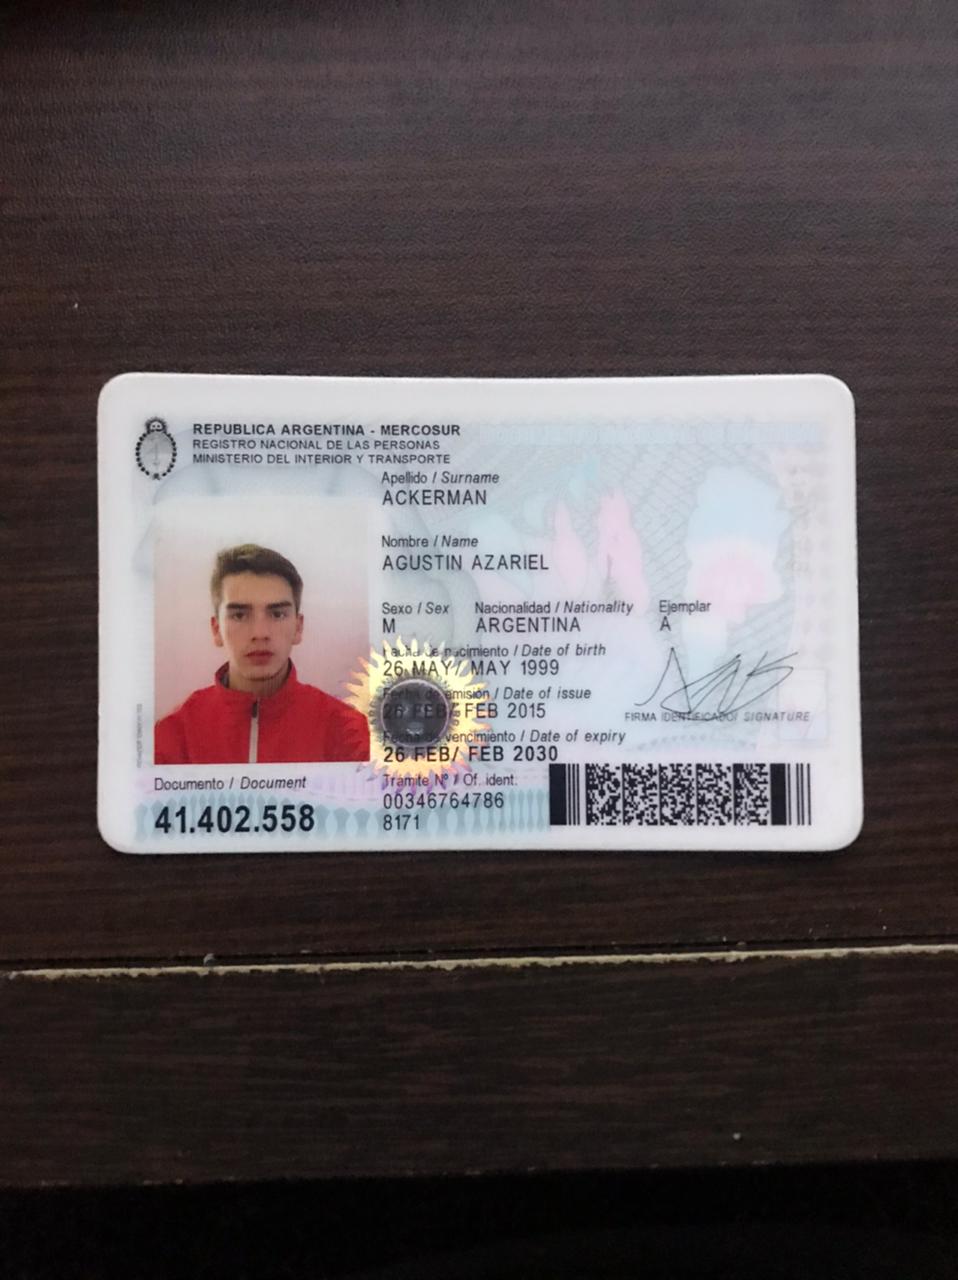 REPUBLICA ARGENTINA - MERCOSUR
REGISTRO NACIONAL DE LAS PERSONAS
MINISTERIO DEL INTERIOR Y TRANSPORTE
Apellido / Surname
ACKERMAN
Nombre / Name
AGUSTIN AZARIEL
Sexo / Sex Nacionalidad / Nationality Ejemplar
M ARGENTINA A
Fecha de nacimiento / Date of birth
26 MAY/ MAY 1999
Fecha de emisión / Date of issue
26 FEB/ FEB 2015
FIRMA IDENTIFICADO/ SIGNATURE
Fecha de vencimiento / Date of expiry
26 FEB/ FEB 2030
Documento / Document
41.402.558
Tramite Nº / Of. ident.
00346764786
8171